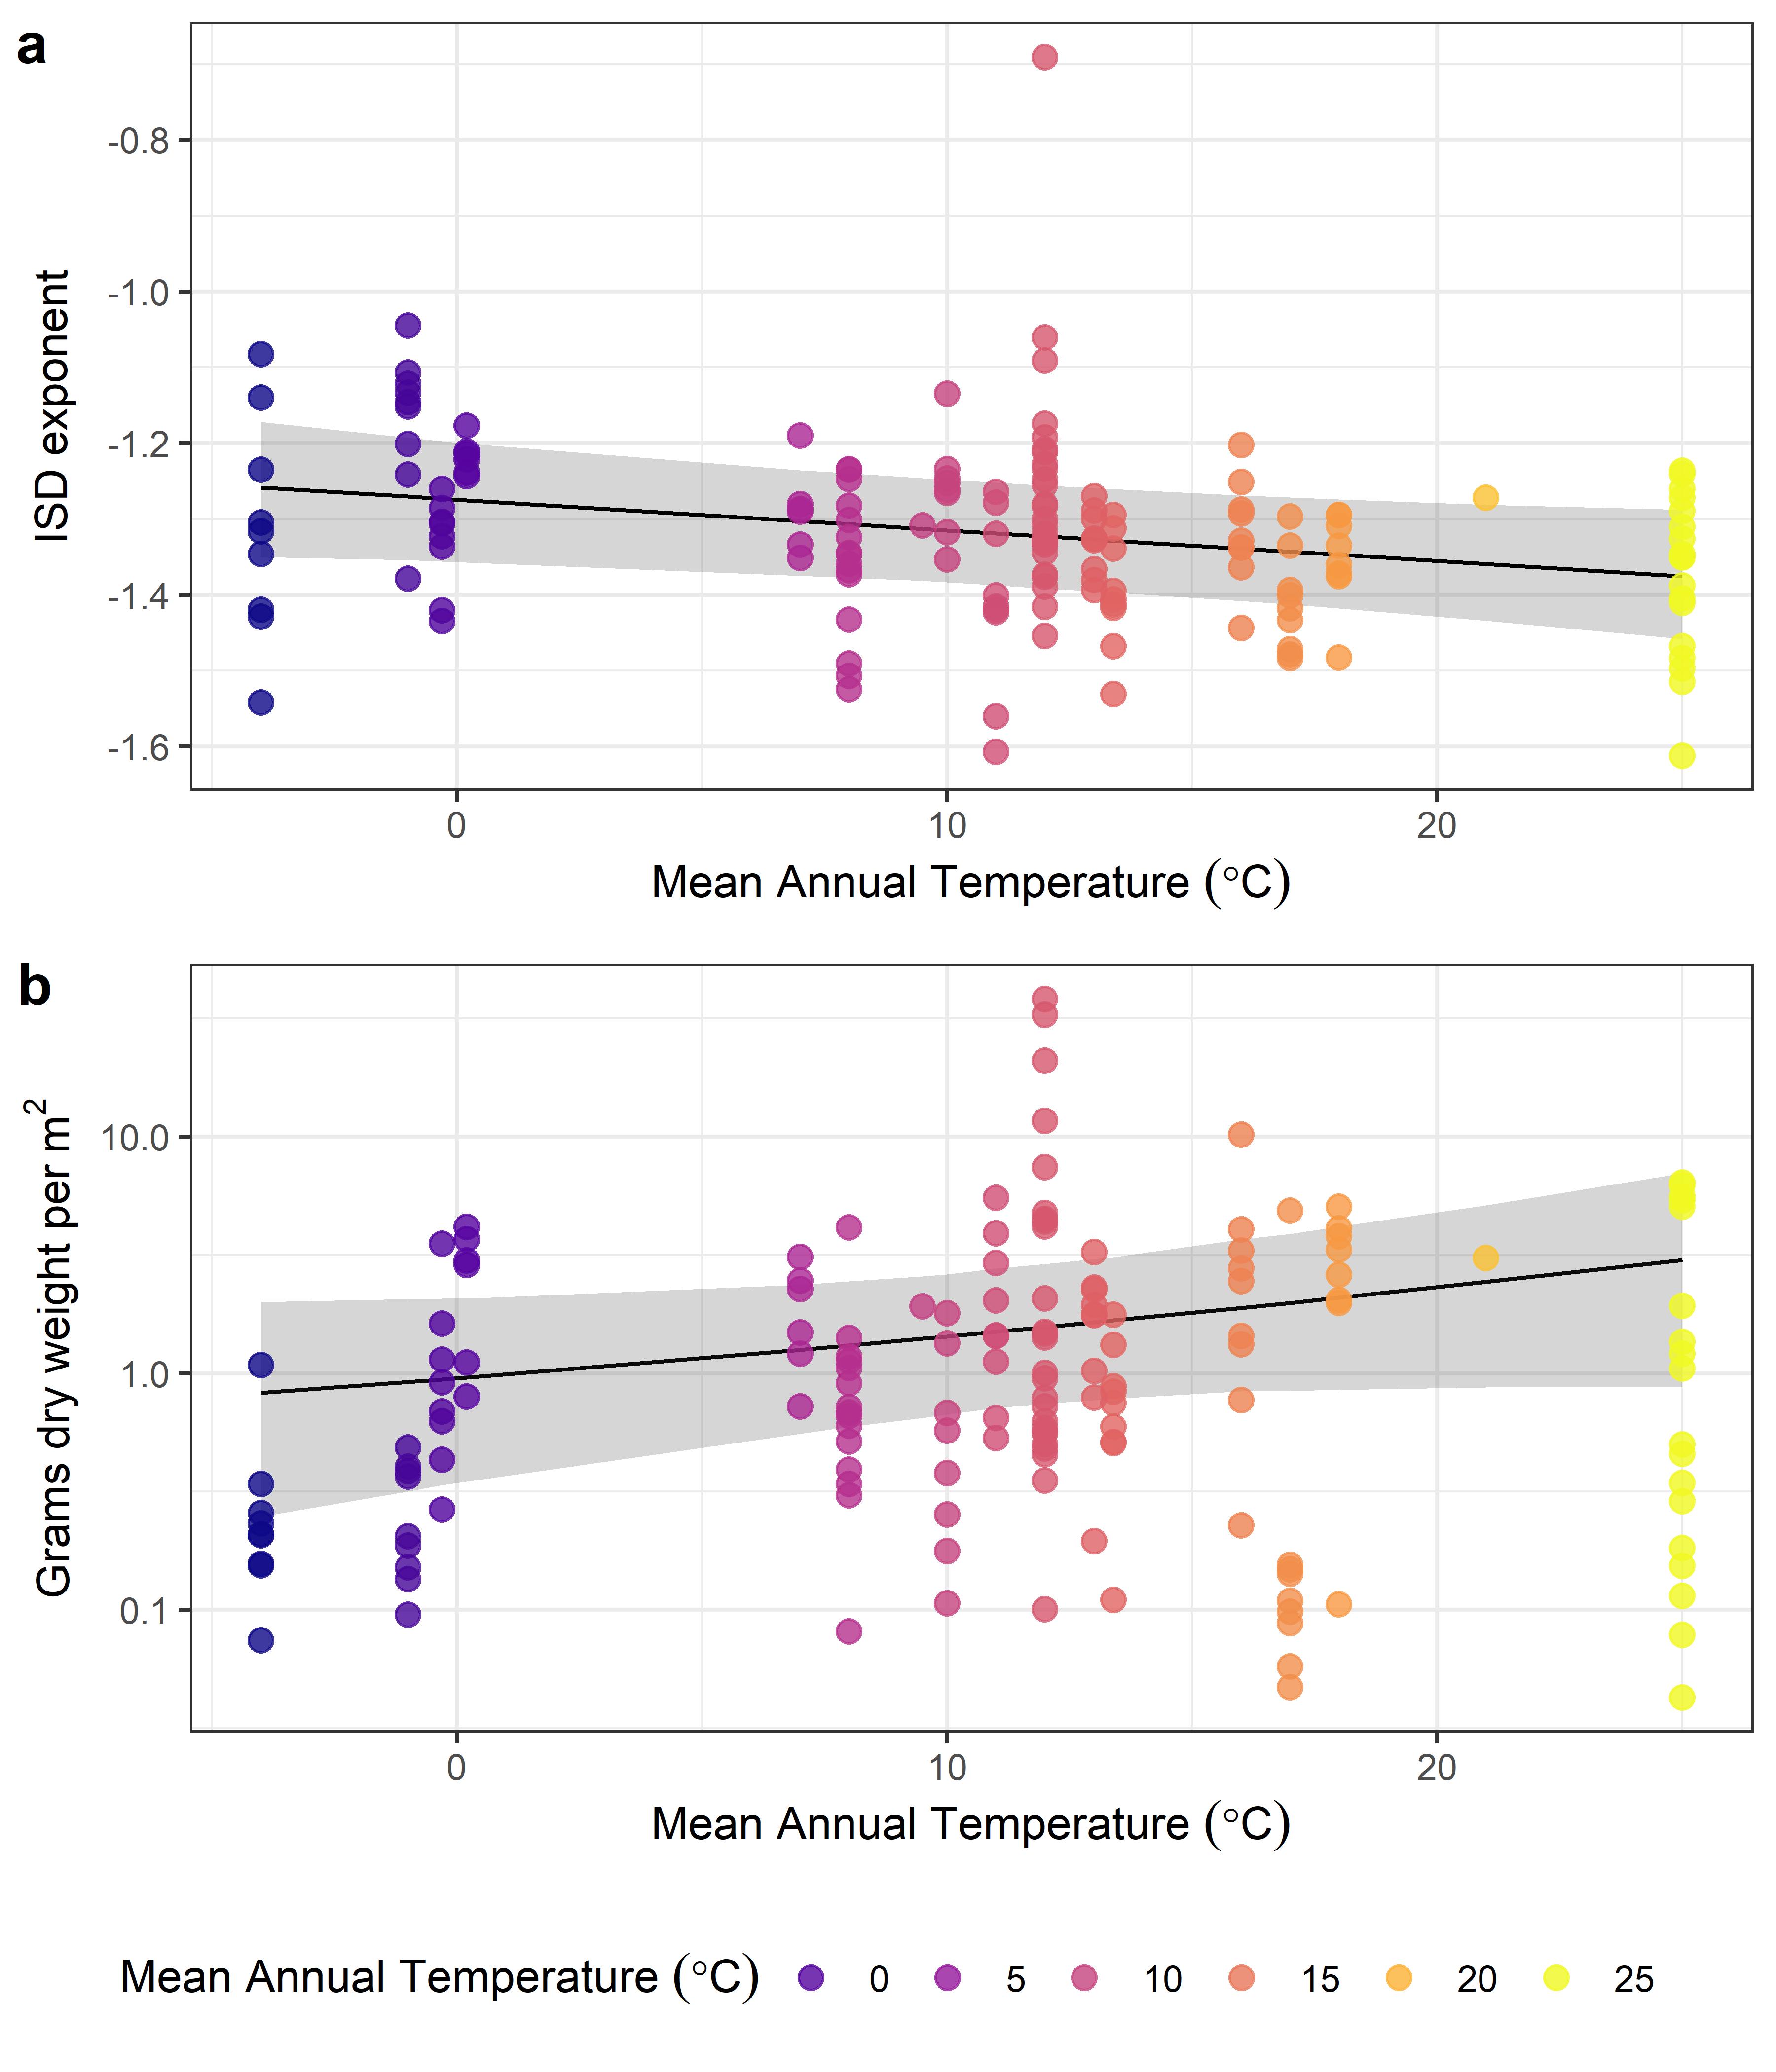 a
-0.8
-1.0
-1.2
-1.4
-1.6
ISD exponent
0 10 20
Mean Annual Temperature (°C)
b
10.0
1.0
0.1
Grams dry weight per m²
0 10 20
Mean Annual Temperature (°C)
Mean Annual Temperature (°C) 0 5 10 15 20 25